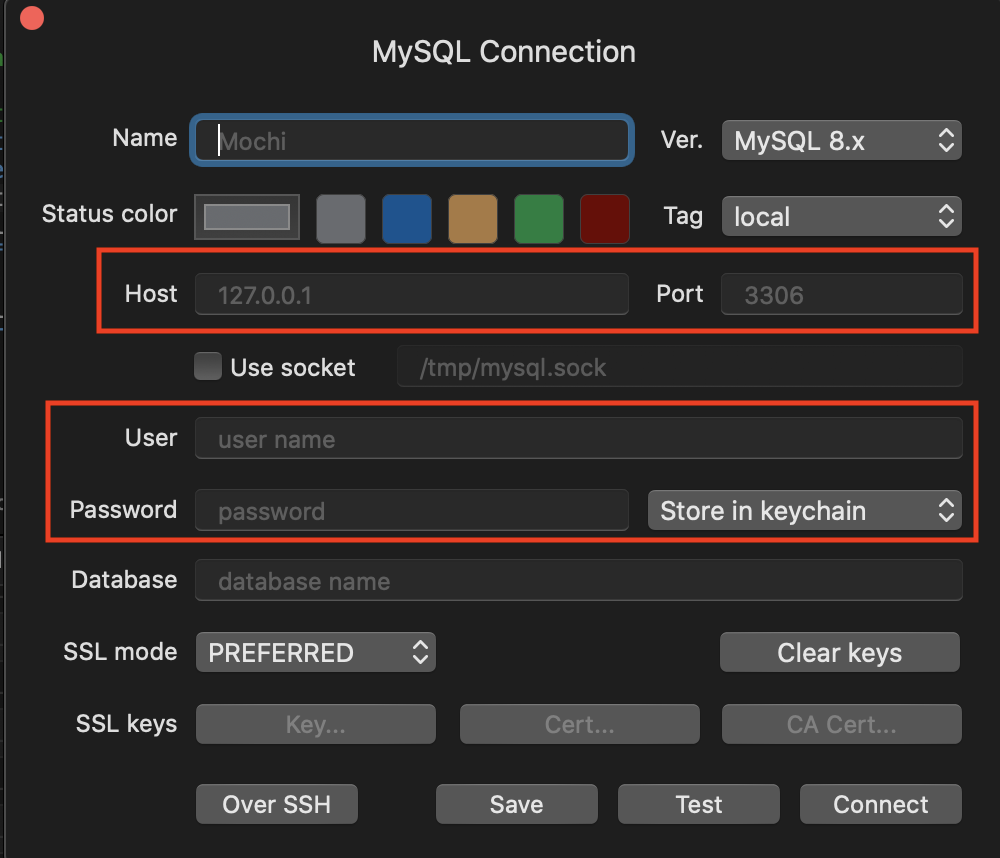 MySQL Connection
Name Mochi Ver. MySQL 8.x
Status color Tag local
Host 127.0.0.1 Port 3306
Use socket /tmp/mysql.sock
User user name
Password password Store in keychain
Database database name
SSL mode PREFERRED Clear keys
SSL keys Key... Cert... CA Cert...
Over SSH Save Test Connect